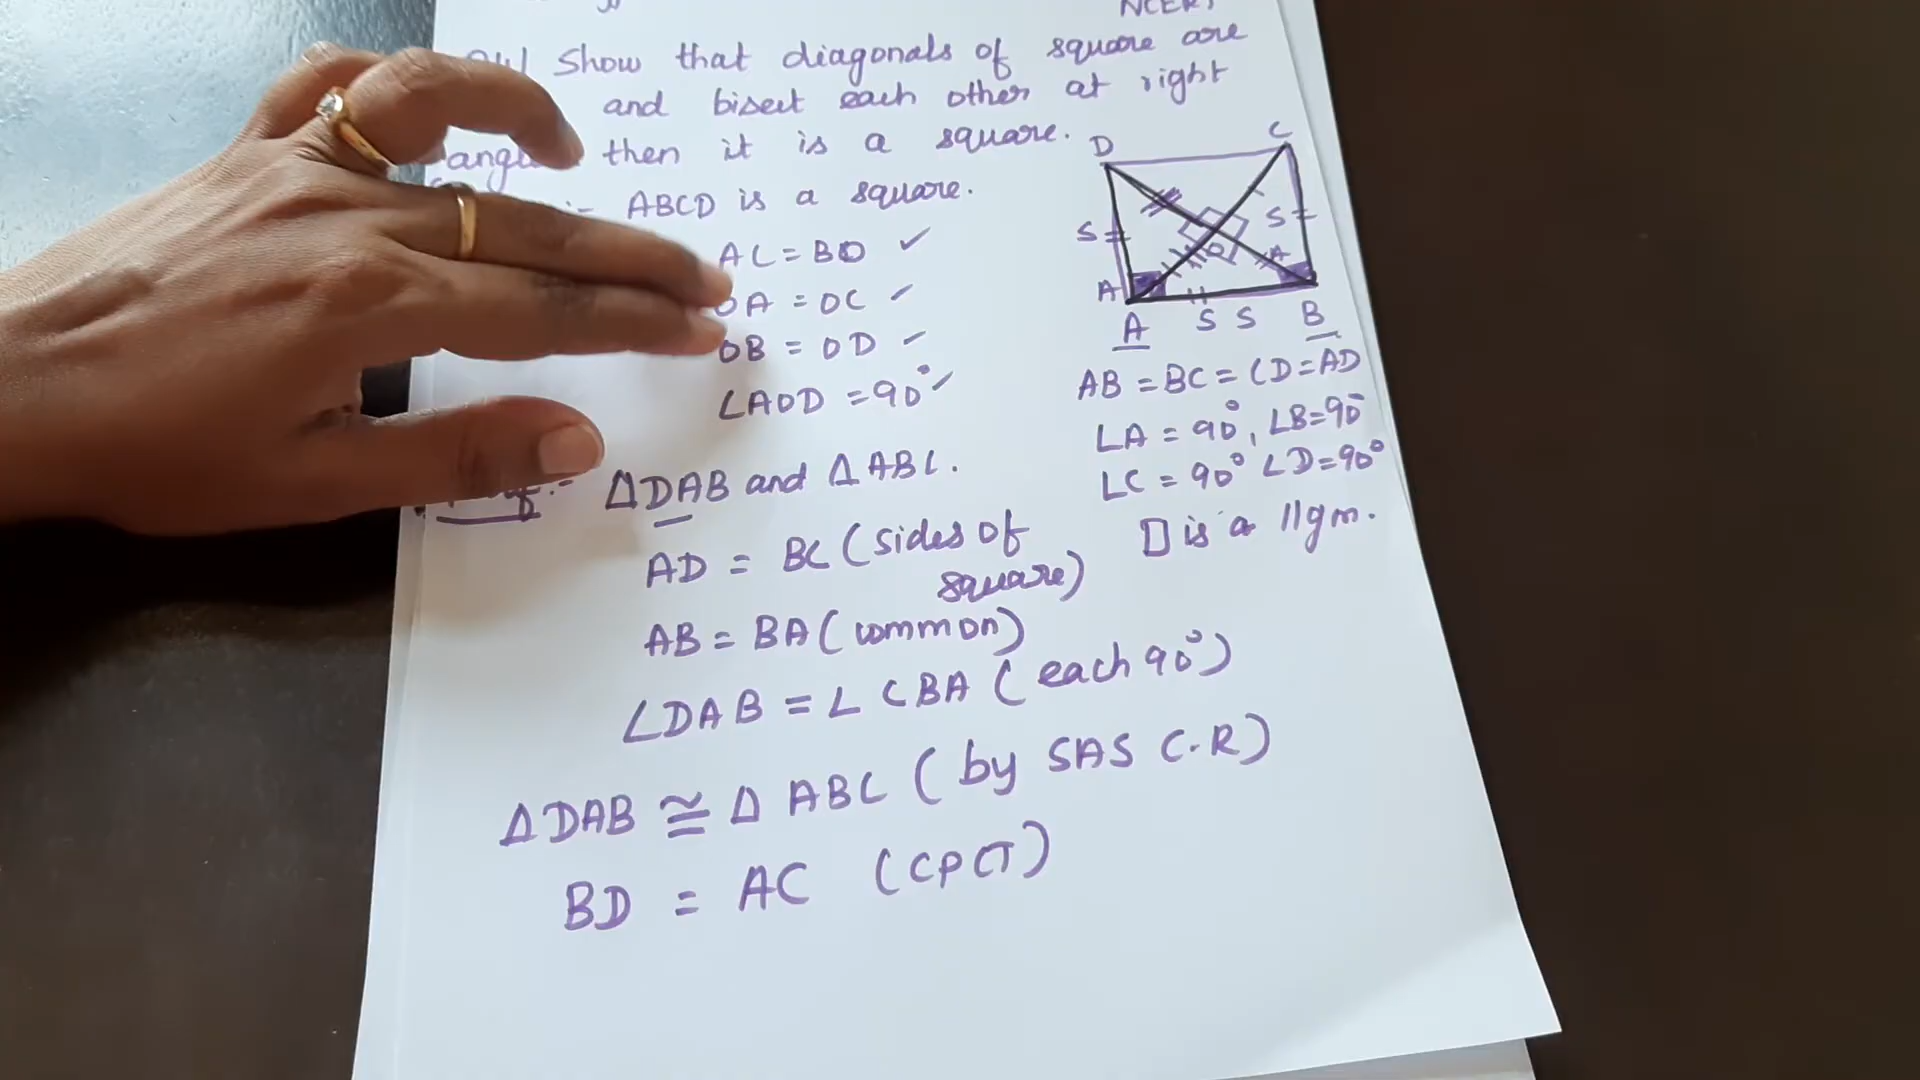 NCERT
Show that diagonals of square are
and bisect each other at right
then it is a square.
:- ABCD is a square.
AC = BD ✓
OA = OC ✓
OB = OD ✓
∠AOD = 90° ✓
D C
S S
O A
A
A S S B
AB = BC = CD = AD
∠A = 90°, ∠B = 90°
∠C = 90° ∠D = 90°
▯ is a llgm.
ΔDAB and ΔABC.
AD = BC (sides of
square)
AB = BA (common)
∠DAB = ∠CBA (each 90°)
ΔDAB ≅ ΔABC (by SAS C.R)
BD = AC (CPCT)